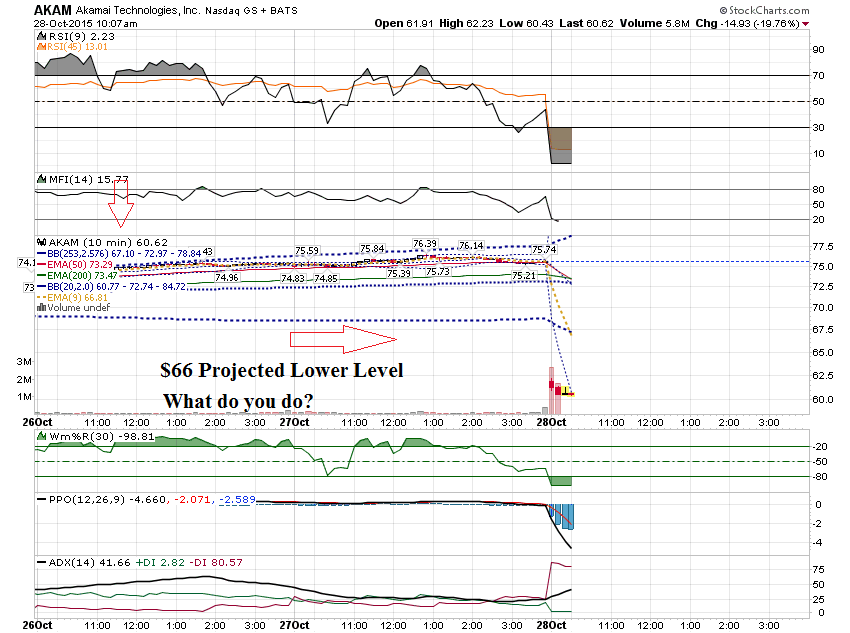 AKAM Akamai Technologies, Inc. Nasdaq GS + BATS © StockCharts.com
28-Oct-2015 10:07am Open 61.91 High 62.23 Low 60.43 Last 60.62 Volume 5.8M Chg -14.93 (-19.76%)
RSI(9) 2.23
RSI(45) 13.01
90
70
50
30
10
MFI(14) 15.77
80
50
20
AKAM (10 min) 60.62
BB(253,2.576) 67.10 - 72.97 - 78.84
EMA(50) 73.29
EMA(200) 73.47
BB(20,2.0) 60.77 - 72.74 - 84.72
EMA(9) 66.81
Volume undef
43 75.59 75.84 76.39 76.14 75.74
74.1
74.96 74.83 74.85 75.39 75.73 75.21
73
77.5
75.0
72.5
70.0
67.5
65.0
62.5
60.0
3M
2M
1M
$66 Projected Lower Level
What do you do?
26Oct 11:00 12:00 1:00 2:00 3:00 27Oct 11:00 12:00 1:00 2:00 3:00 28Oct 11:00 12:00 1:00 2:00 3:00
Wm%R(30) -98.81
-20
-50
-80
PPO(12,26,9) -4.660, -2.071, -2.589
0
-2
-4
ADX(14) 41.66 +DI 2.82 -DI 80.57
75
50
25
0
26Oct 11:00 12:00 1:00 2:00 3:00 27Oct 11:00 12:00 1:00 2:00 3:00 28Oct 11:00 12:00 1:00 2:00 3:00